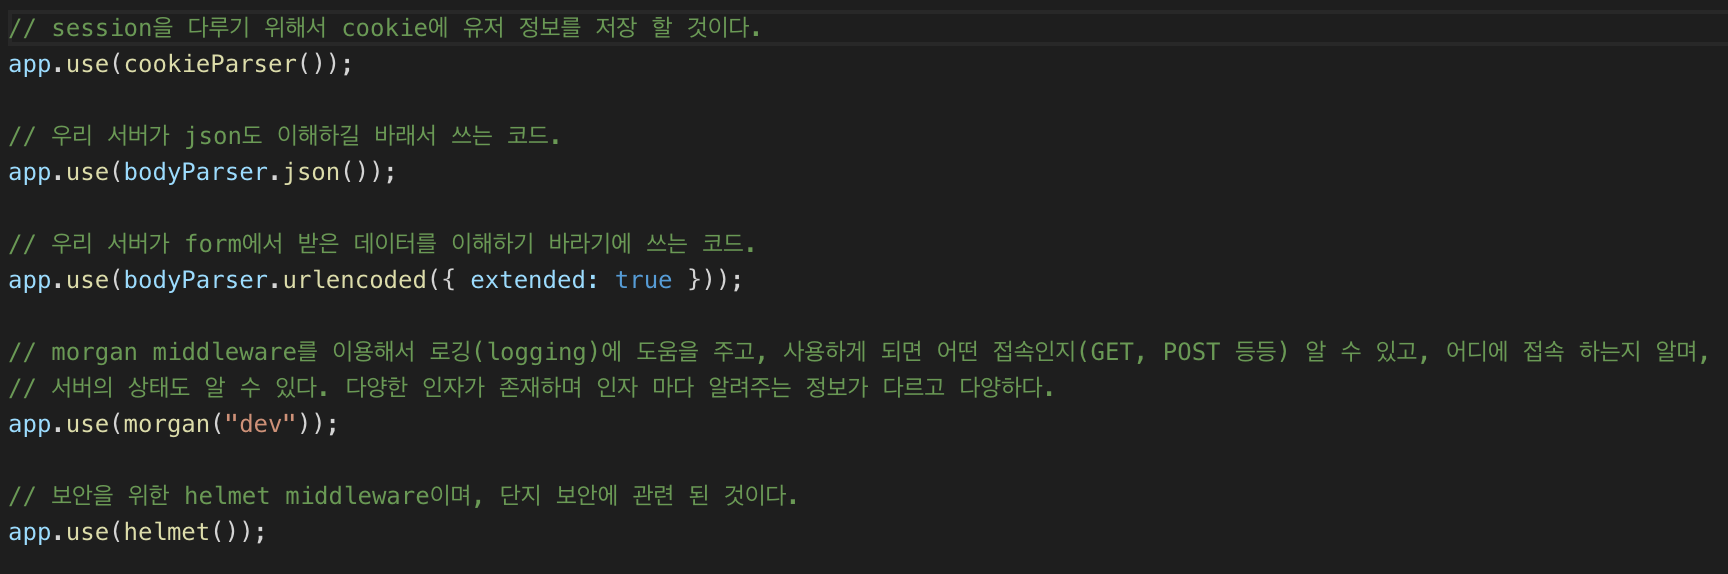 // session을 다루기 위해서 cookie에 유저 정보를 저장 할 것이다.
app.use(cookieParser());
// 우리 서버가 json도 이해하길 바래서 쓰는 코드.
app.use(bodyParser.json());
// 우리 서버가 form에서 받은 데이터를 이해하기 바라기에 쓰는 코드.
app.use(bodyParser.urlencoded({ extended: true }));
// morgan middleware를 이용해서 로깅(logging)에 도움을 주고, 사용하게 되면 어떤 접속인지(GET, POST 등등) 알 수 있고, 어디에 접속 하는지 알며,
// 서버의 상태도 알 수 있다. 다양한 인자가 존재하며 인자 마다 알려주는 정보가 다르고 다양하다.
app.use(morgan("dev"));
// 보안을 위한 helmet middleware이며, 단지 보안에 관련 된 것이다.
app.use(helmet());